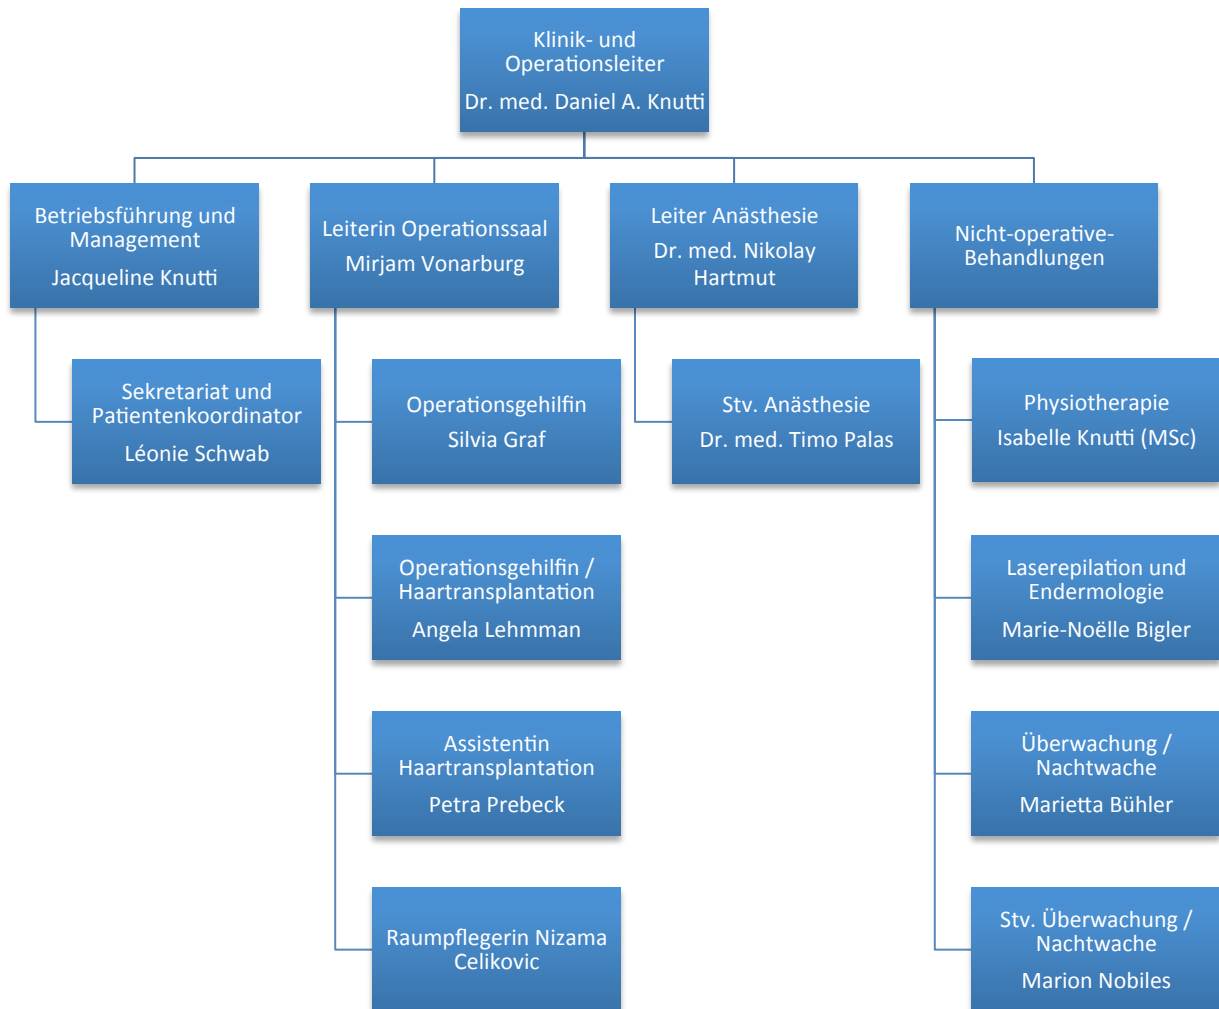 Klinik- und
Operationsleiter
Dr. med. Daniel A. Knutti
Betriebsführung und
Management
Jacqueline Knutti
Leiterin Operationssaal
Mirjam Vonarburg
Leiter Anästhesie
Dr. med. Nikolay
Hartmut
Nicht-operative-
Behandlungen
Sekretariat und
Patientenkoordinator
Léonie Schwab
Operationsgehilfin
Silvia Graf
Stv. Anästhesie
Dr. med. Timo Palas
Physiotherapie
Isabelle Knutti (MSc)
Operationsgehilfin /
Haartransplantation
Angela Lehmman
Laserepilation und
Endermologie
Marie-Noëlle Bigler
Assistentin
Haartransplantation
Petra Prebeck
Überwachung /
Nachtwache
Marietta Bühler
Raumpflegerin Nizama
Celikovic
Stv. Überwachung /
Nachtwache
Marion Nobiles